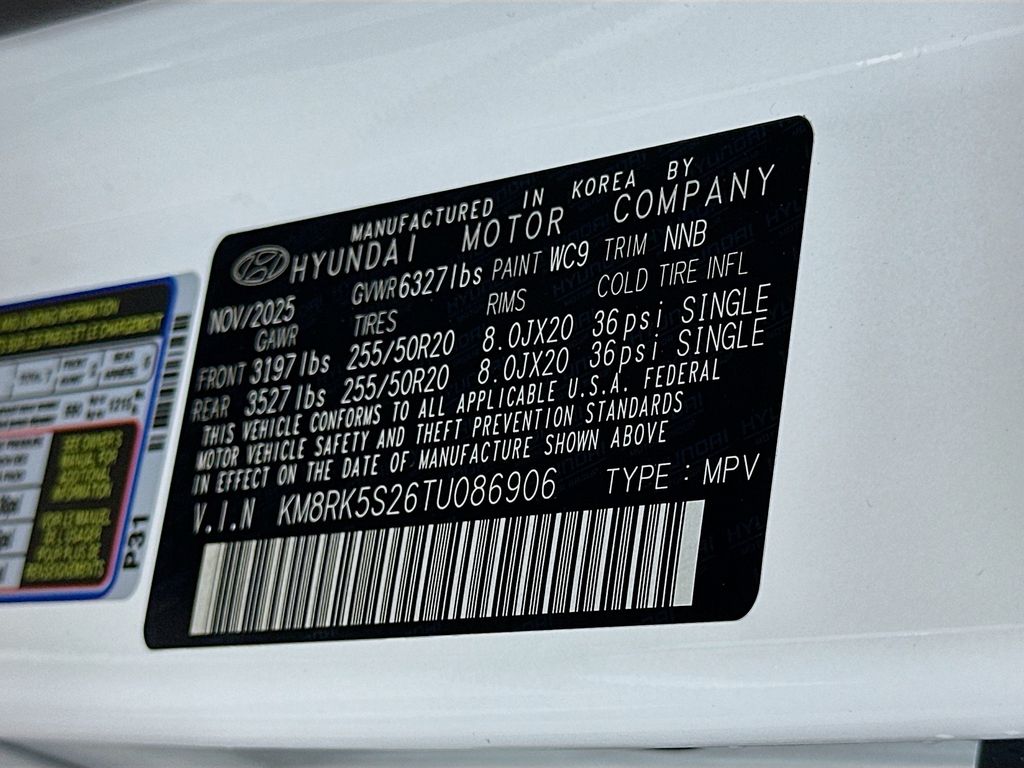 MANUFACTURED IN KOREA BY
HYUNDAI MOTOR COMPANY
NOV/2025 GVWR 6327lbs PAINT WC9 TRIM NNB
GAWR TIRES RIMS COLD TIRE INFL
FRONT 3197lbs 255/50R20 8.0JX20 36psi SINGLE
REAR 3527lbs 255/50R20 8.0JX20 36psi SINGLE
THIS VEHICLE CONFORMS TO ALL APPLICABLE U.S.A. FEDERAL
MOTOR VEHICLE SAFETY AND THEFT PREVENTION STANDARDS
IN EFFECT ON THE DATE OF MANUFACTURE SHOWN ABOVE
V.I.N KM8RK5S26TU086906 TYPE : MPV
P31